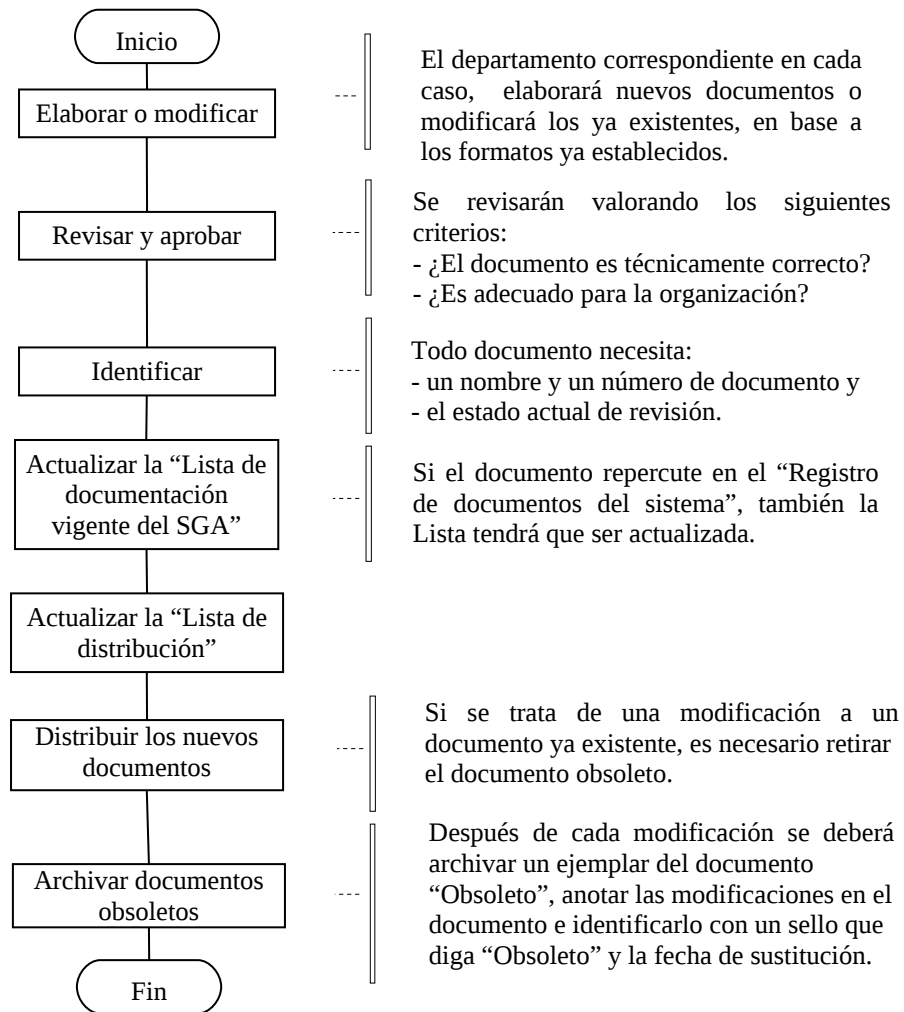 Inicio
Elaborar o modificar
El departamento correspondiente en cada
caso, elaborará nuevos documentos o
modificará los ya existentes, en base a
los formatos ya establecidos.
Revisar y aprobar
Se revisarán valorando los siguientes
criterios:
- ¿El documento es técnicamente correcto?
- ¿Es adecuado para la organización?
Identificar
Todo documento necesita:
- un nombre y un número de documento y
- el estado actual de revisión.
Actualizar la “Lista de
documentación
vigente del SGA”
Si el documento repercute en el “Registro
de documentos del sistema”, también la
Lista tendrá que ser actualizada.
Actualizar la “Lista de
distribución”
Distribuir los nuevos
documentos
Si se trata de una modificación a un
documento ya existente, es necesario retirar
el documento obsoleto.
Archivar documentos
obsoletos
Después de cada modificación se deberá
archivar un ejemplar del documento
“Obsoleto”, anotar las modificaciones en el
documento e identificarlo con un sello que
diga “Obsoleto” y la fecha de sustitución.
Fin